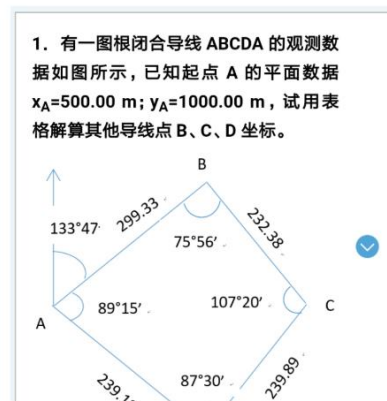 1. 有一图根闭合导线 ABCDA 的观测数
据如图所示，已知起点 A 的平面数据
xA=500.00 m; yA=1000.00 m，试用表
格解算其他导线点 B、C、D 坐标。
B
133°47′
299.33
232.38
75°56′
89°15′
107°20′
C
A
87°30′
239.89